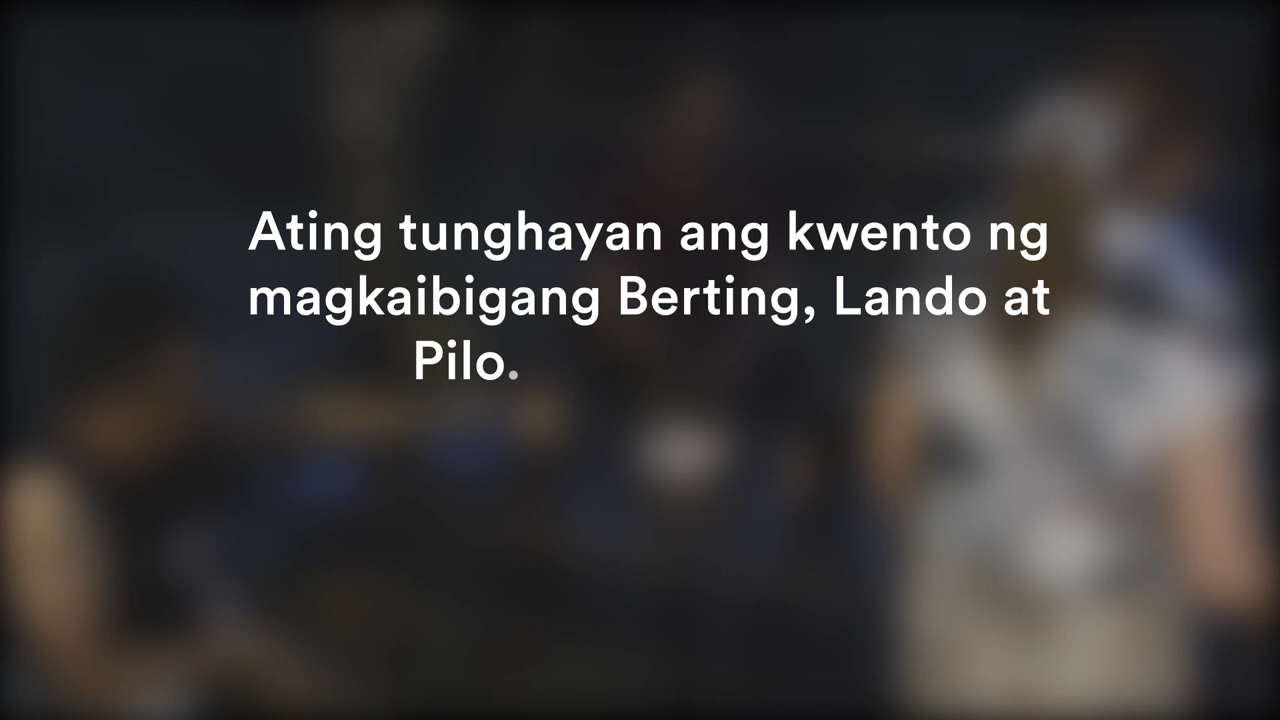 Ating tunghayan ang kwento ng
magkaibigang Berting, Lando at
Pilo.